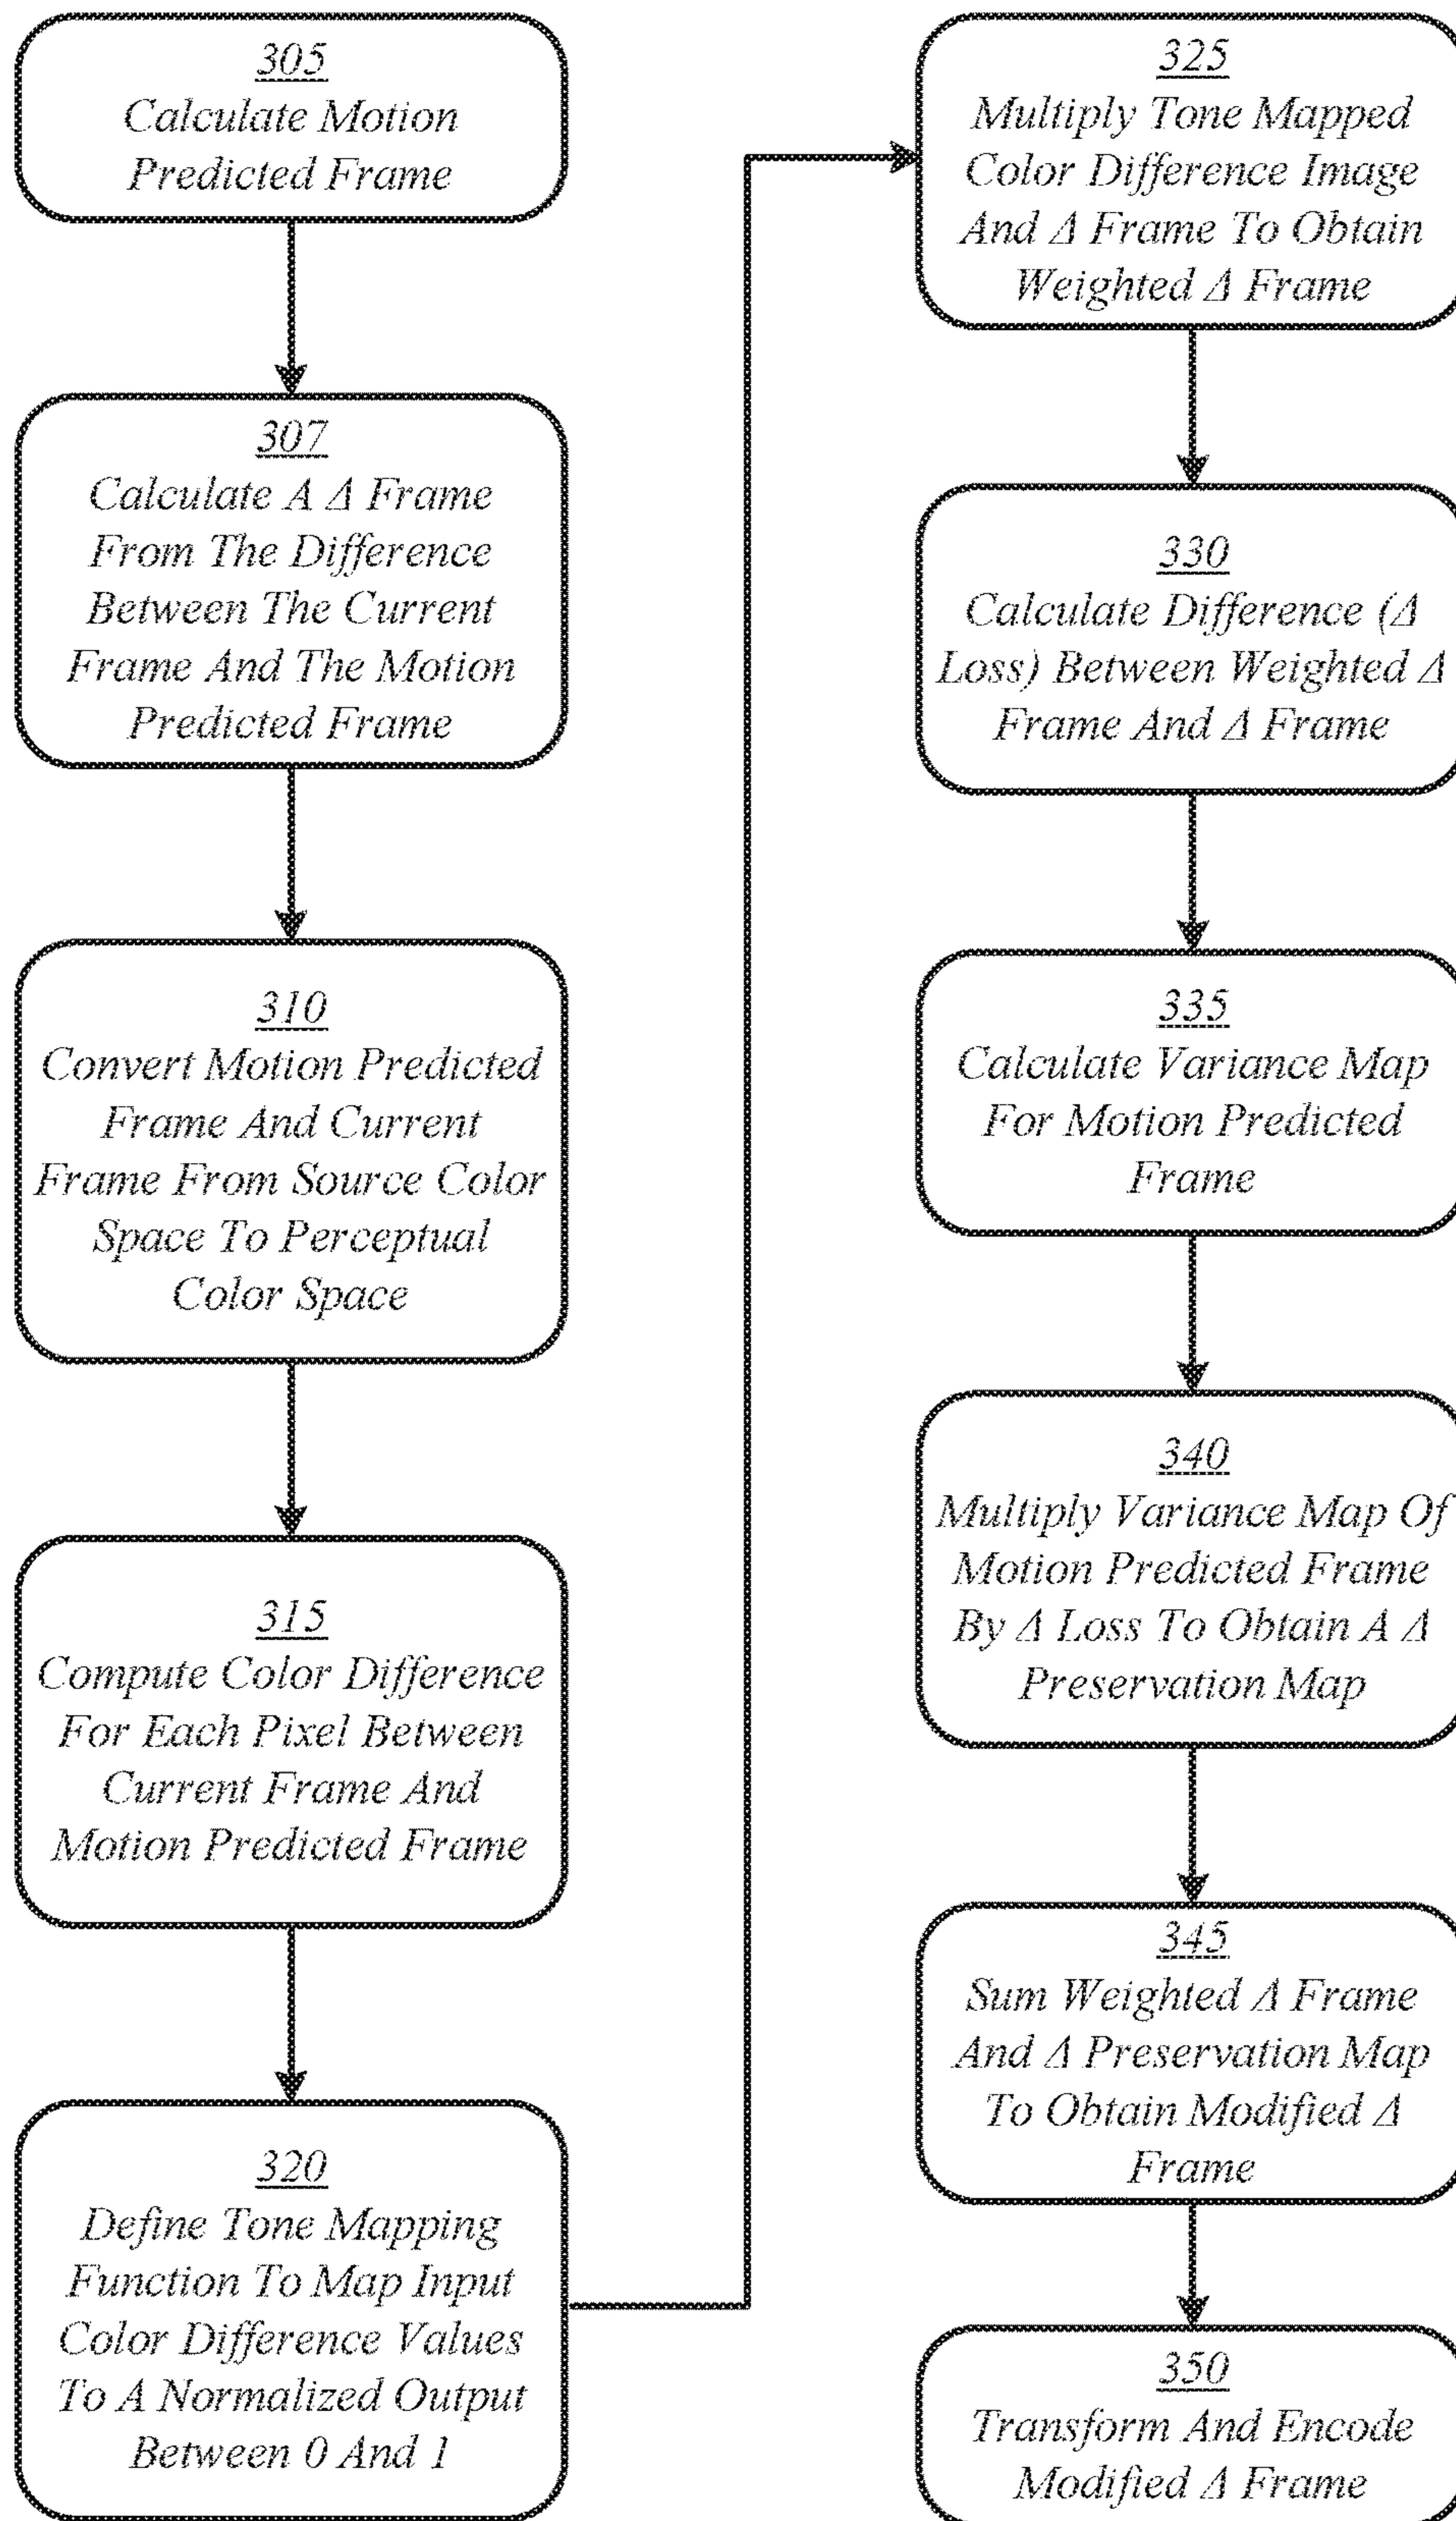 305
Calculate Motion
Predicted Frame
307
Calculate A Δ Frame
From The Difference
Between The Current
Frame And The Motion
Predicted Frame
310
Convert Motion Predicted
Frame And Current
Frame From Source Color
Space To Perceptual
Color Space
315
Compute Color Difference
For Each Pixel Between
Current Frame And
Motion Predicted Frame
320
Define Tone Mapping
Function To Map Input
Color Difference Values
To A Normalized Output
Between 0 And 1
325
Multiply Tone Mapped
Color Difference Image
And Δ Frame To Obtain
Weighted Δ Frame
330
Calculate Difference (Δ
Loss) Between Weighted Δ
Frame And Δ Frame
335
Calculate Variance Map
For Motion Predicted
Frame
340
Multiply Variance Map Of
Motion Predicted Frame
By Δ Loss To Obtain A Δ
Preservation Map
345
Sum Weighted Δ Frame
And Δ Preservation Map
To Obtain Modified Δ
Frame
350
Transform And Encode
Modified Δ Frame